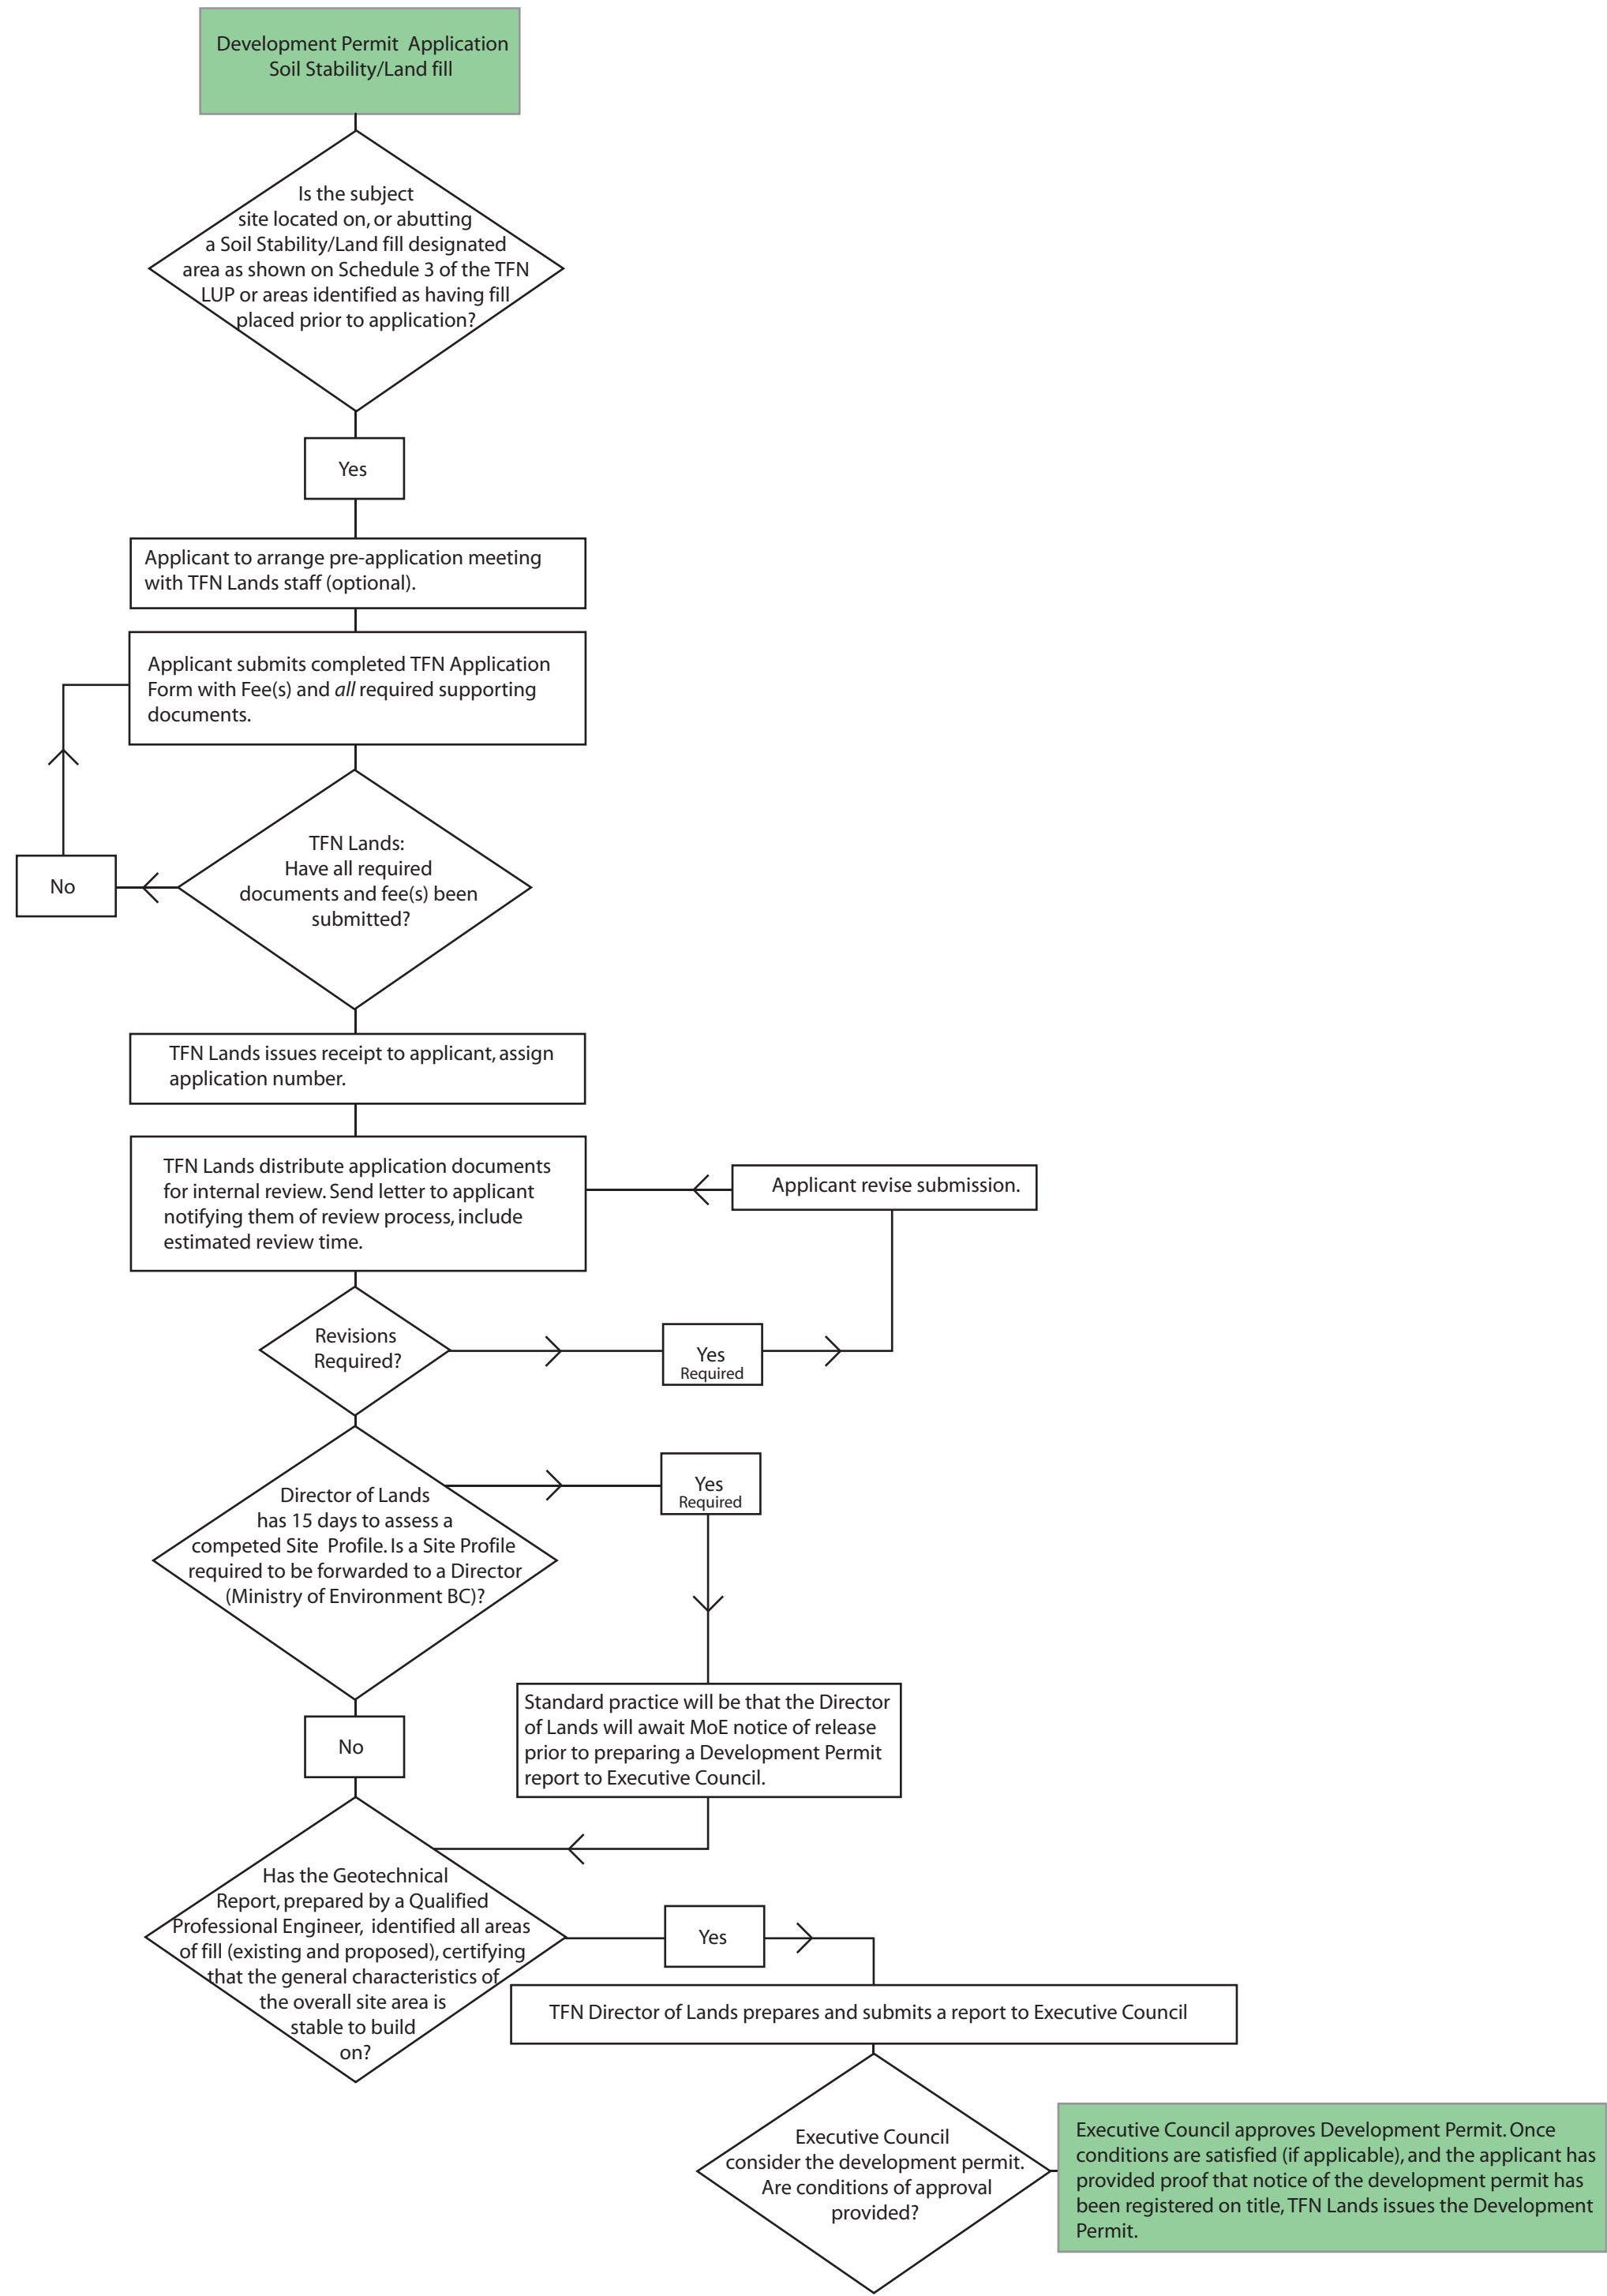 Development Permit Application
Soil Stability/Land fill
Is the subject
site located on, or abutting
a Soil Stability/Land fill designated
area as shown on Schedule 3 of the TFN
LUP or areas identified as having fill
placed prior to application?
Yes
Applicant to arrange pre-application meeting
with TFN Lands staff (optional).
Applicant submits completed TFN Application
Form with Fee(s) and all required supporting
documents.
TFN Lands:
Have all required
documents and fee(s) been
submitted?
No
TFN Lands issues receipt to applicant, assign
application number.
TFN Lands distribute application documents
for internal review. Send letter to applicant
notifying them of review process, include
estimated review time.
Applicant revise submission.
Revisions
Required?
Yes
Required
Director of Lands
has 15 days to assess a
competed Site Profile. Is a Site Profile
required to be forwarded to a Director
(Ministry of Environment BC)?
Yes
Required
Standard practice will be that the Director
of Lands will await MoE notice of release
prior to preparing a Development Permit
report to Executive Council.
No
Has the Geotechnical
Report, prepared by a Qualified
Professional Engineer, identified all areas
of fill (existing and proposed), certifying
that the general characteristics of
the overall site area is
stable to build
on?
Yes
TFN Director of Lands prepares and submits a report to Executive Council
Executive Council
consider the development permit.
Are conditions of approval
provided?
Executive Council approves Development Permit. Once
conditions are satisfied (if applicable), and the applicant has
provided proof that notice of the development permit has
been registered on title, TFN Lands issues the Development
Permit.